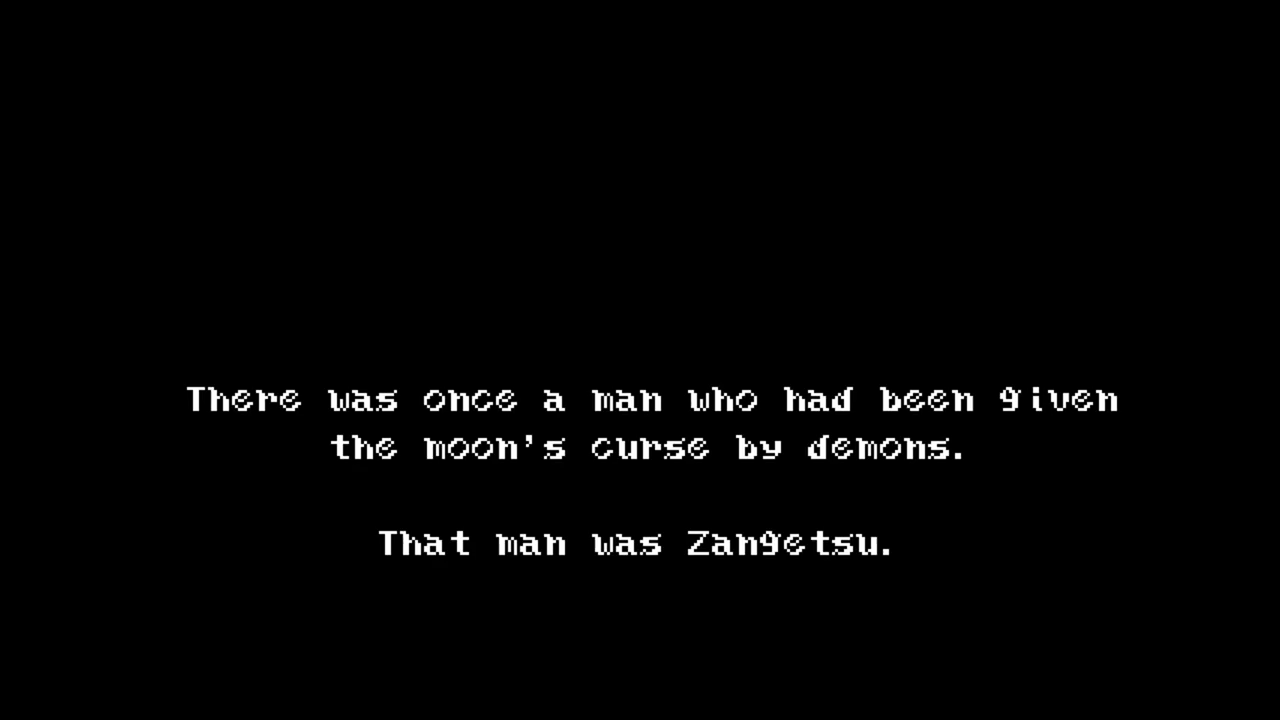 There was once a man who had been given
the moon's curse by demons.
That man was Zangetsu.